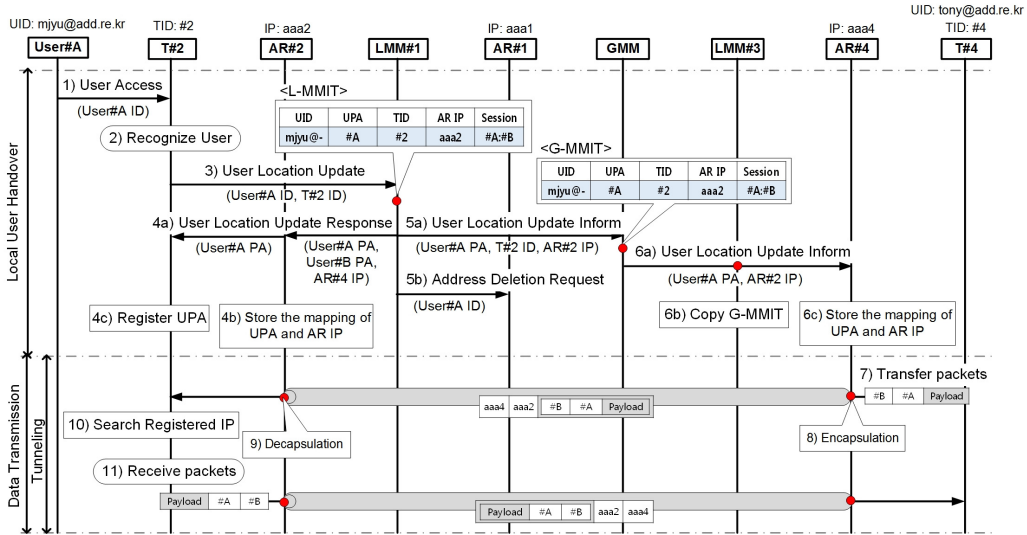 UID: tony@add.re.kr
UID: mjyu@add.re.kr TID: #2 IP: aaa2 IP: aaa1 IP: aaa4 TID: #4
User#A T#2 AR#2 LMM#1 AR#1 GMM LMM#3 AR#4 T#4
Local User Handover
1) User Access
(User#A ID)
2) Recognize User
<L-MMIT>
UID UPA TID AR IP Session
mjyu@- #A #2 aaa2 #A:#B
<G-MMIT>
UID UPA TID AR IP Session
mjyu@- #A #2 aaa2 #A:#B
3) User Location Update
(User#A ID, T#2 ID)
4a) User Location Update Response
(User#A PA)
(User#A PA,
User#B PA,
AR#4 IP)
5a) User Location Update Inform
(User#A PA, T#2 ID, AR#2 IP)
6a) User Location Update Inform
(User#A PA, AR#2 IP)
5b) Address Deletion Request
(User#A ID)
4c) Register UPA
4b) Store the mapping of
UPA and AR IP
6b) Copy G-MMIT
6c) Store the mapping of
UPA and AR IP
Data Transmission
Tunneling
7) Transfer packets
#B #A Payload
aaa4 aaa2 #B #A Payload
8) Encapsulation
9) Decapsulation
10) Search Registered IP
11) Receive packets
Payload #A #B
Payload #A #B aaa2 aaa4